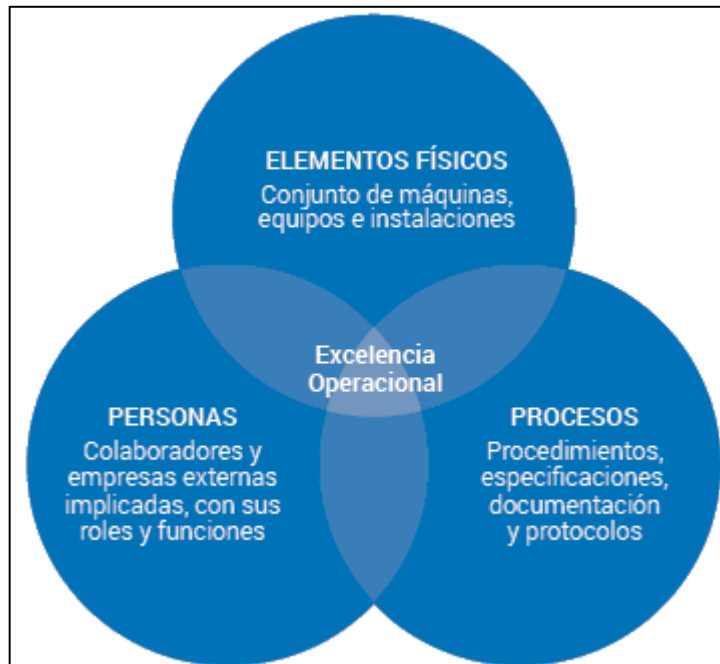 ELEMENTOS FÍSICOS
Conjunto de máquinas,
equipos e instalaciones
Excelencia
Operacional
PERSONAS
Colaboradores y
empresas externas
implicadas, con sus
roles y funciones
PROCESOS
Procedimientos,
especificaciones,
documentación
y protocolos